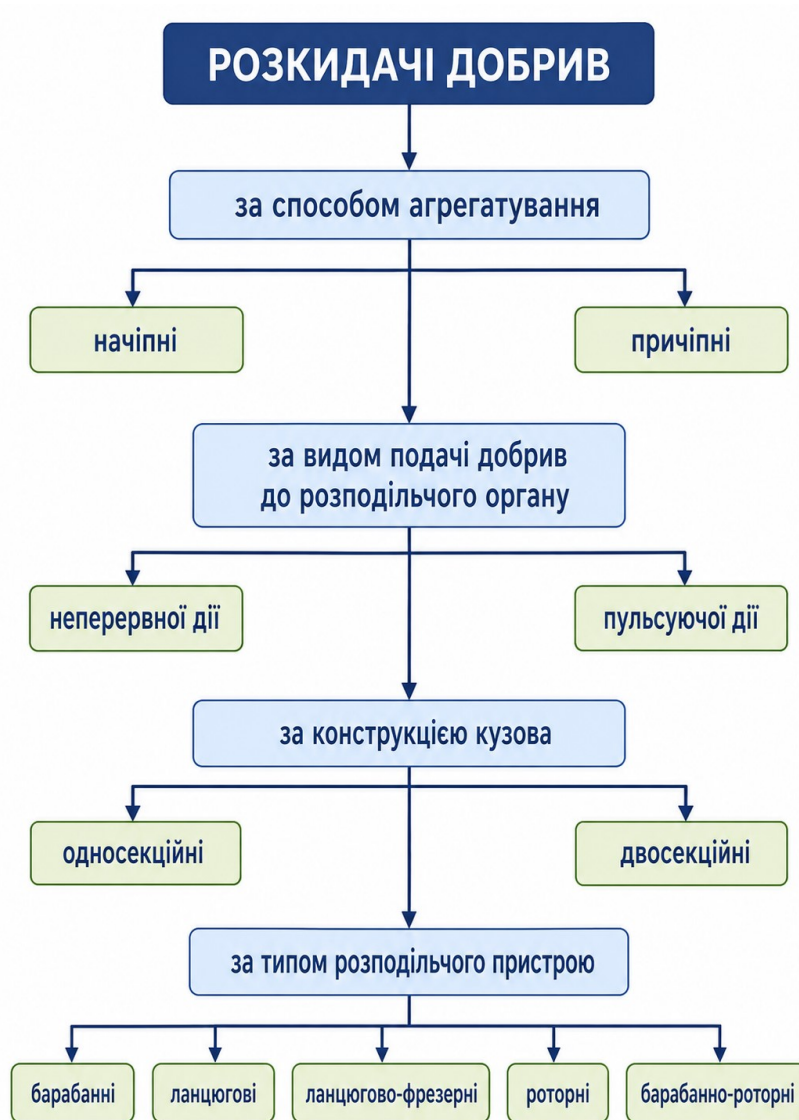 РОЗКИДАЧІ ДОБРИВ
за способом агрегатування
начіпні
причіпні
за видом подачі добрив
до розподільчого органу
неперервної дії
пульсуючої дії
за конструкцією кузова
односекційні
двосекційні
за типом розподільчого пристрою
барабанні
ланцюгові
ланцюгово-фрезерні
роторні
барабанно-роторні